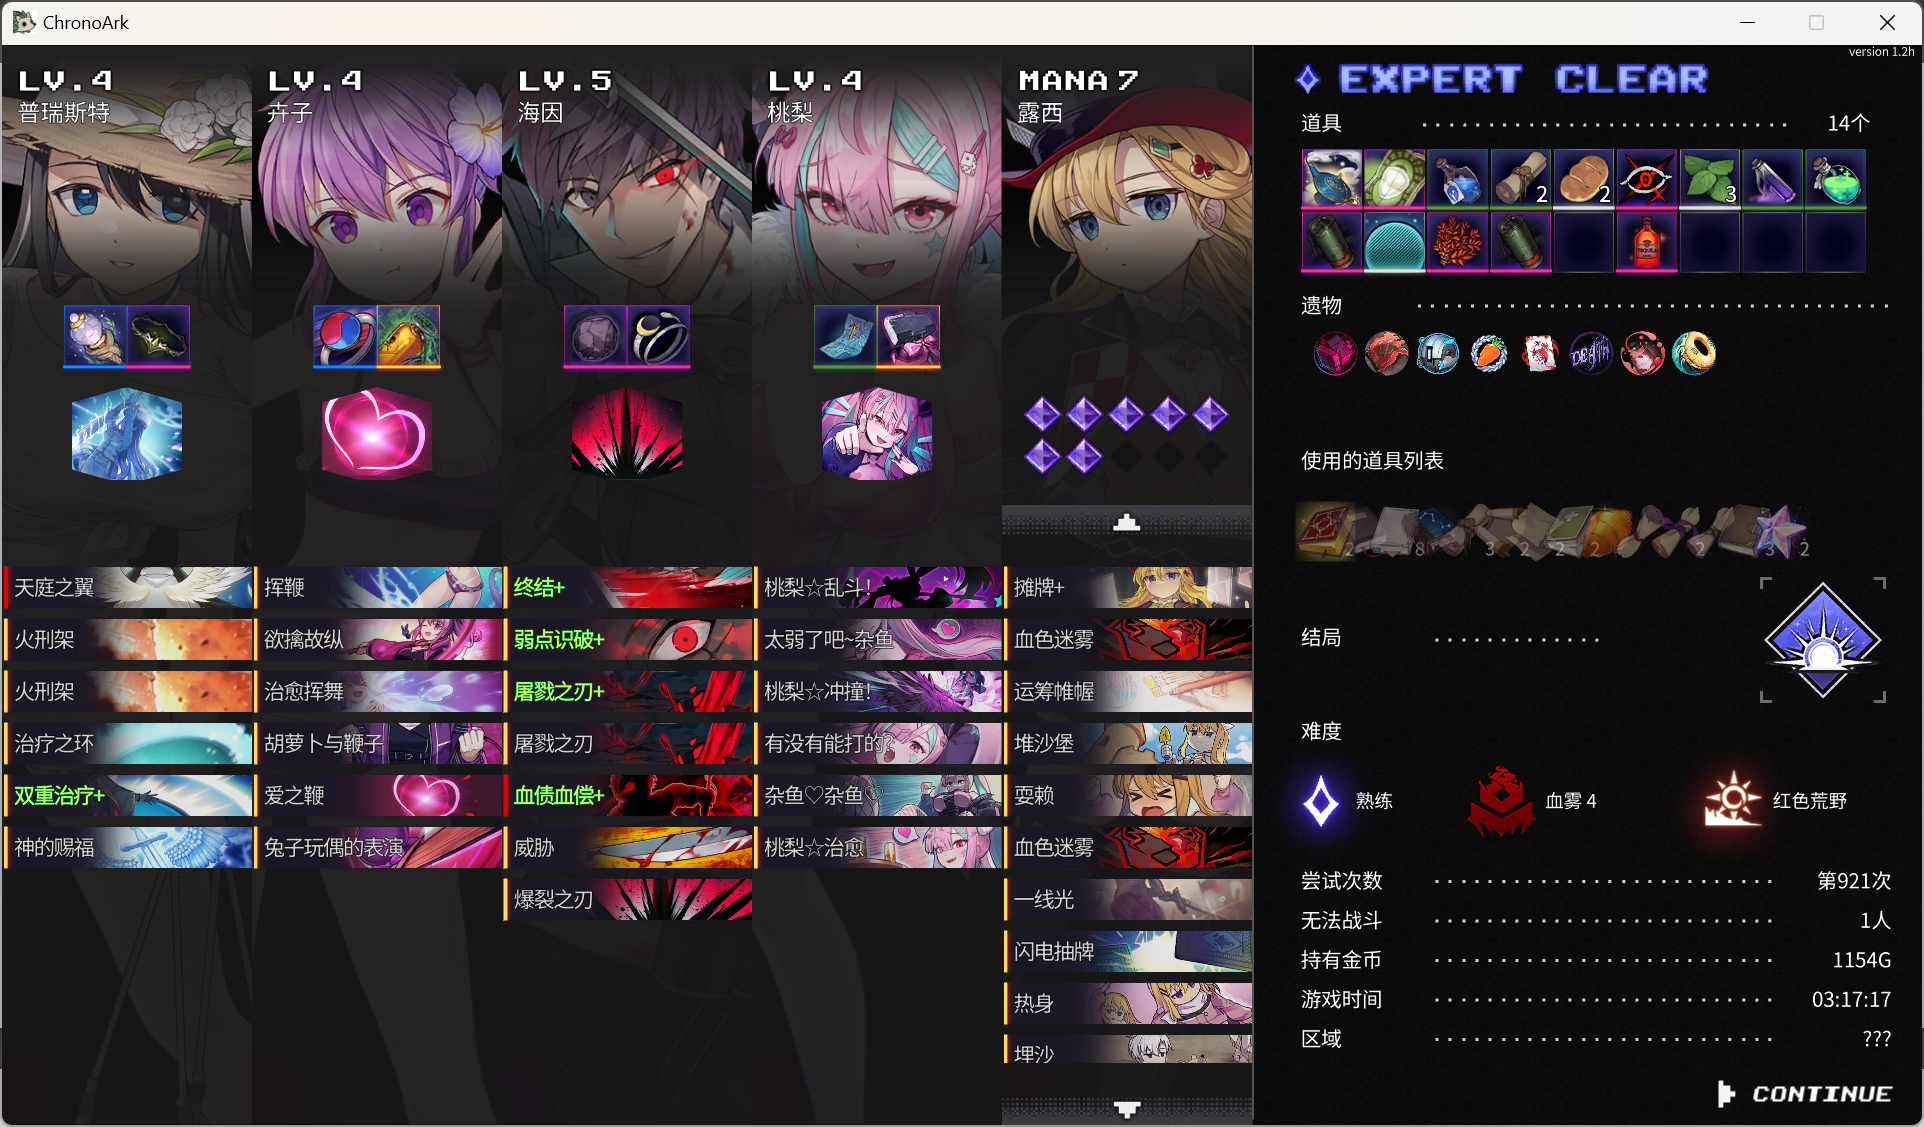 ChronoArk
version 1.2h
LV.4
普瑞斯特
LV.4
卉子
LV.5
海因
LV.4
桃梨
MANA 7
露西
天庭之翼
火刑架
火刑架
治疗之环
双重治疗+
神的赐福
挥鞭
欲擒故纵
治愈挥舞
胡萝卜与鞭子
爱之鞭
兔子玩偶的表演
终结+
弱点识破+
屠戮之刃+
屠戮之刃
血债血偿+
威胁
爆裂之刃
桃梨☆乱斗!
太弱了吧~杂鱼
桃梨☆冲撞!
有没有能打的?
杂鱼♡杂鱼♡
桃梨☆治愈
摊牌+
血色迷雾
运筹帷幄
堆沙堡
耍赖
血色迷雾
一线光
闪电抽牌
热身
埋沙
EXPERT CLEAR
道具 14个
2 2 3
遗物
DEATH
使用的道具列表
2 8 3 2 2 2 2 3 2
结局
难度
熟练 血雾 4 红色荒野
尝试次数 第921次
无法战斗 1人
持有金币 1154G
游戏时间 03:17:17
区域 ???
CONTINUE